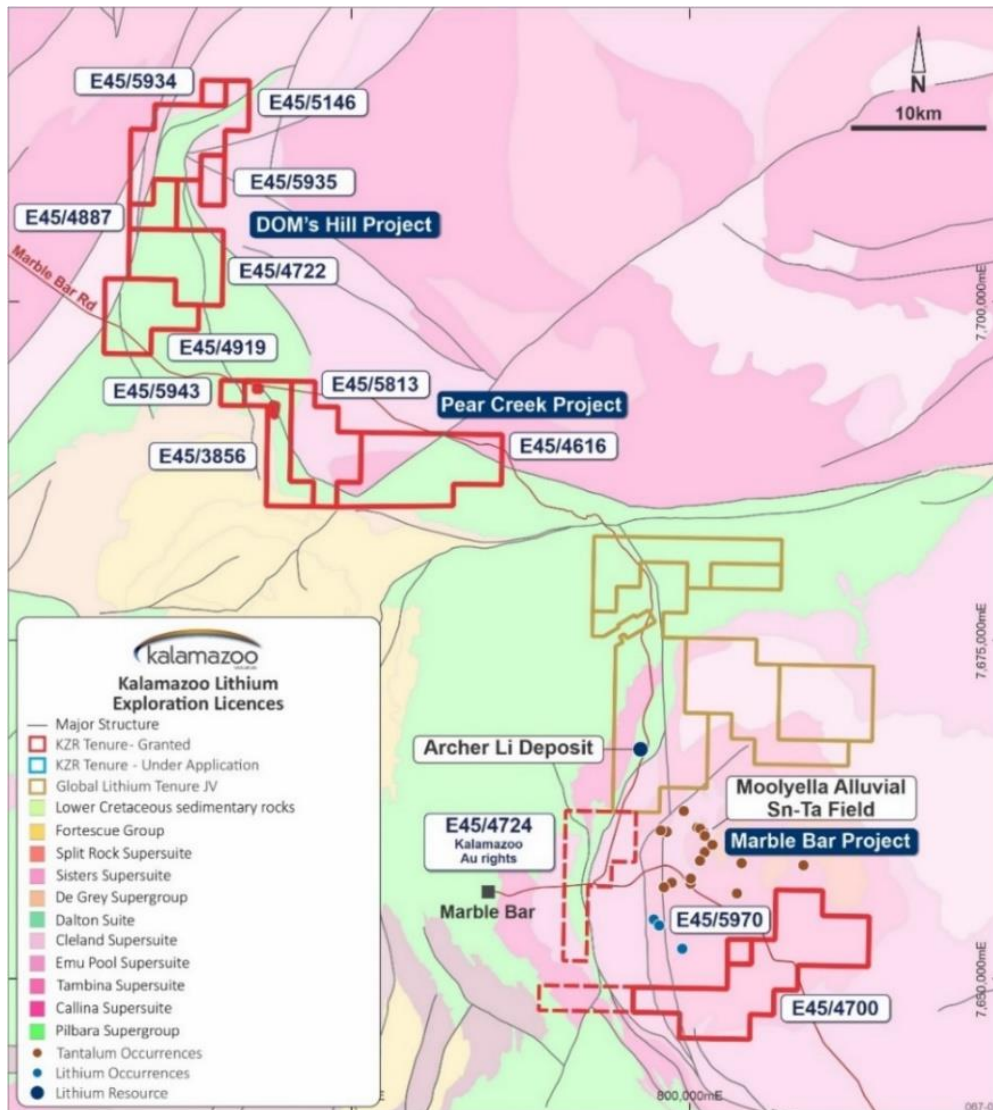 E45/5934
E45/5146
N
10km
E45/5935
E45/4887
DOM's Hill Project
Marble Bar Rd
E45/4722
7,700,000mE
E45/4919
E45/5943
E45/5813
Pear Creek Project
E45/3856
E45/4616
kalamazoo
Kalamazoo Lithium
Exploration Licences
Major Structure
KZR Tenure- Granted
KZR Tenure - Under Application
Global Lithium Tenure JV
Lower Cretaceous sedimentary rocks
Fortescue Group
Split Rock Supersuite
Sisters Supersuite
De Grey Supergroup
Dalton Suite
Cleland Supersuite
Emu Pool Supersuite
Tambina Supersuite
Callina Supersuite
Pilbara Supergroup
Tantalum Occurrences
Lithium Occurrences
Lithium Resource
7,675,000mE
Archer Li Deposit
Moolyella Alluvial
Sn-Ta Field
E45/4724
Kalamazoo
Au rights
Marble Bar Project
Marble Bar
E45/5970
7,650,000mE
E45/4700
800,000mE